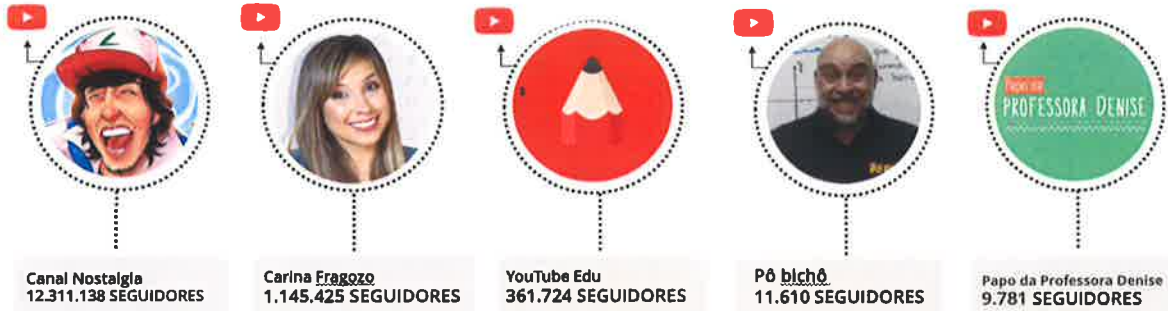 Papo da
PROFESSORA DENISE
Canal Nostalgia
12.311.138 SEGUIDORES
Carina Fragozo
1.145.425 SEGUIDORES
YouTube Edu
361.724 SEGUIDORES
Pô bichô
11.610 SEGUIDORES
Papo da Professora Denise
9.781 SEGUIDORES